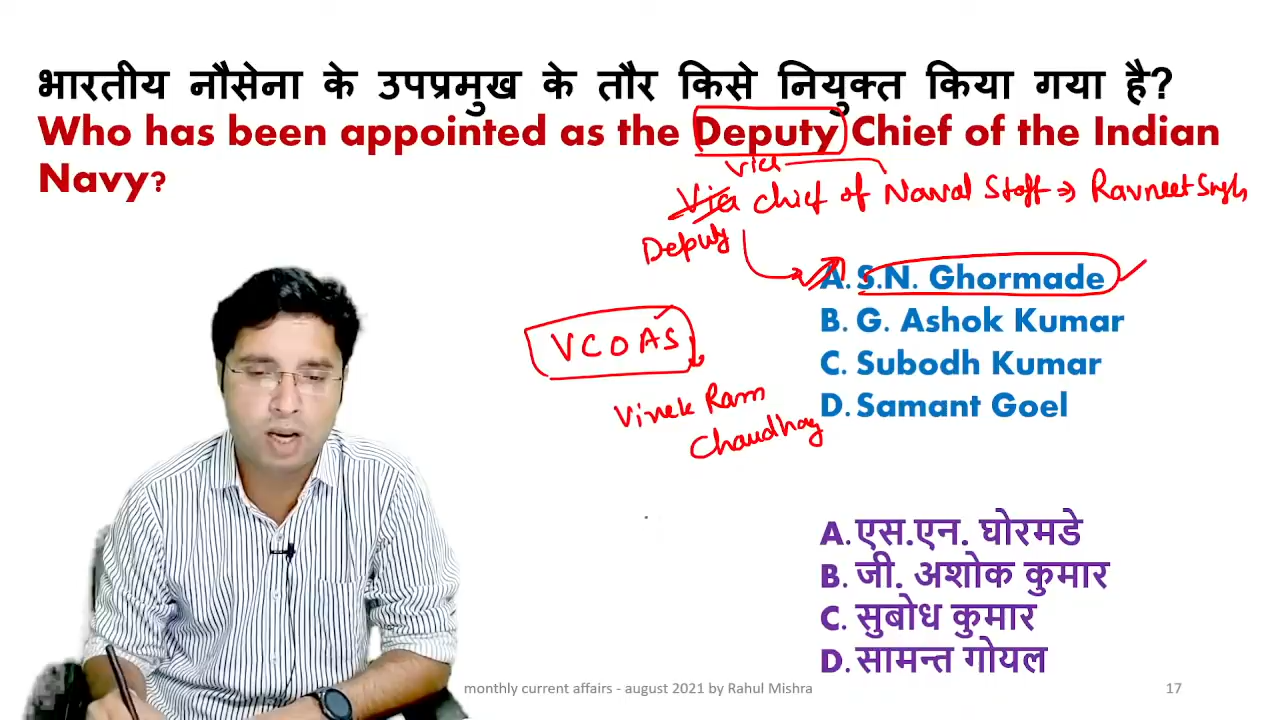 भारतीय नौसेना के उपप्रमुख के तौर किसे नियुक्त किया गया है?
Who has been appointed as the Deputy Chief of the Indian
Navy?
Vice
Vice Chief of Naval Staff → Ravneet Singh
Deputy
A. S.N. Ghormade
B. G. Ashok Kumar
C. Subodh Kumar
D. Samant Goel
VCOAS
Vivek Ram
Chaudhary
A. एस.एन. घोरमडे
B. जी. अशोक कुमार
C. सुबोध कुमार
D. सामन्त गोयल
monthly current affairs - august 2021 by Rahul Mishra
17